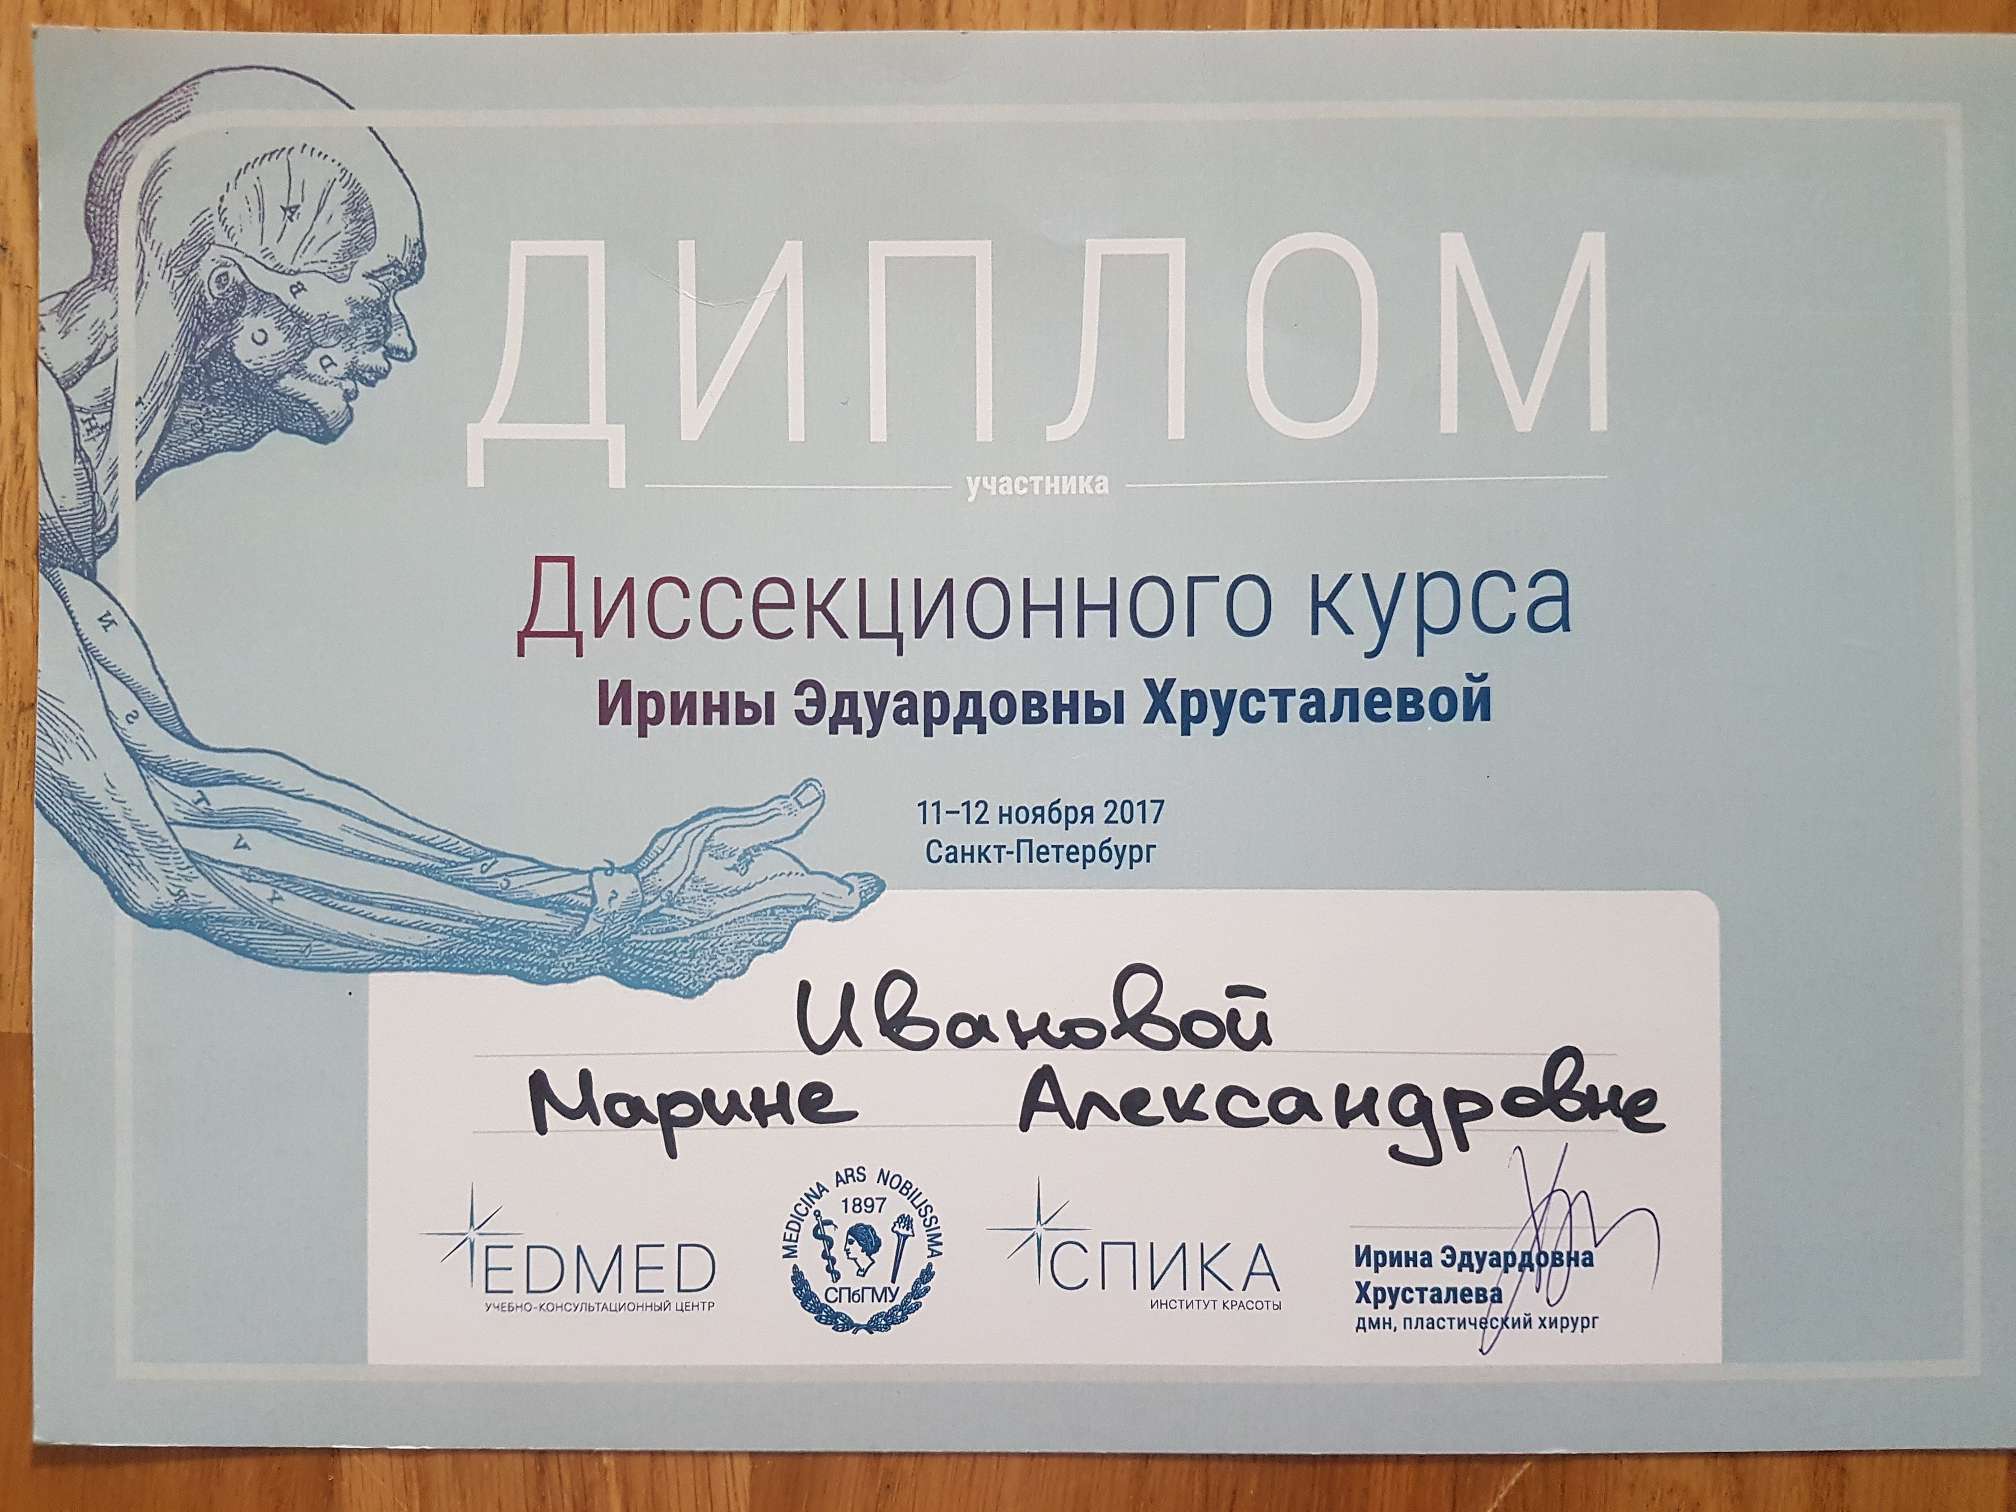 ДИПЛОМ
участника
Диссекционного курса
Ирины Эдуардовны Хрусталевой
11–12 ноября 2017
Санкт-Петербург
Ивановой
Марине Александровне
EDMED
УЧЕБНО-КОНСУЛЬТАЦИОННЫЙ ЦЕНТР
MEDICINA ARS NOBILISSIMA
1897
СПбГМУ
СПИКА
ИНСТИТУТ КРАСОТЫ
Ирина Эдуардовна
Хрусталева
дмн, пластический хирург